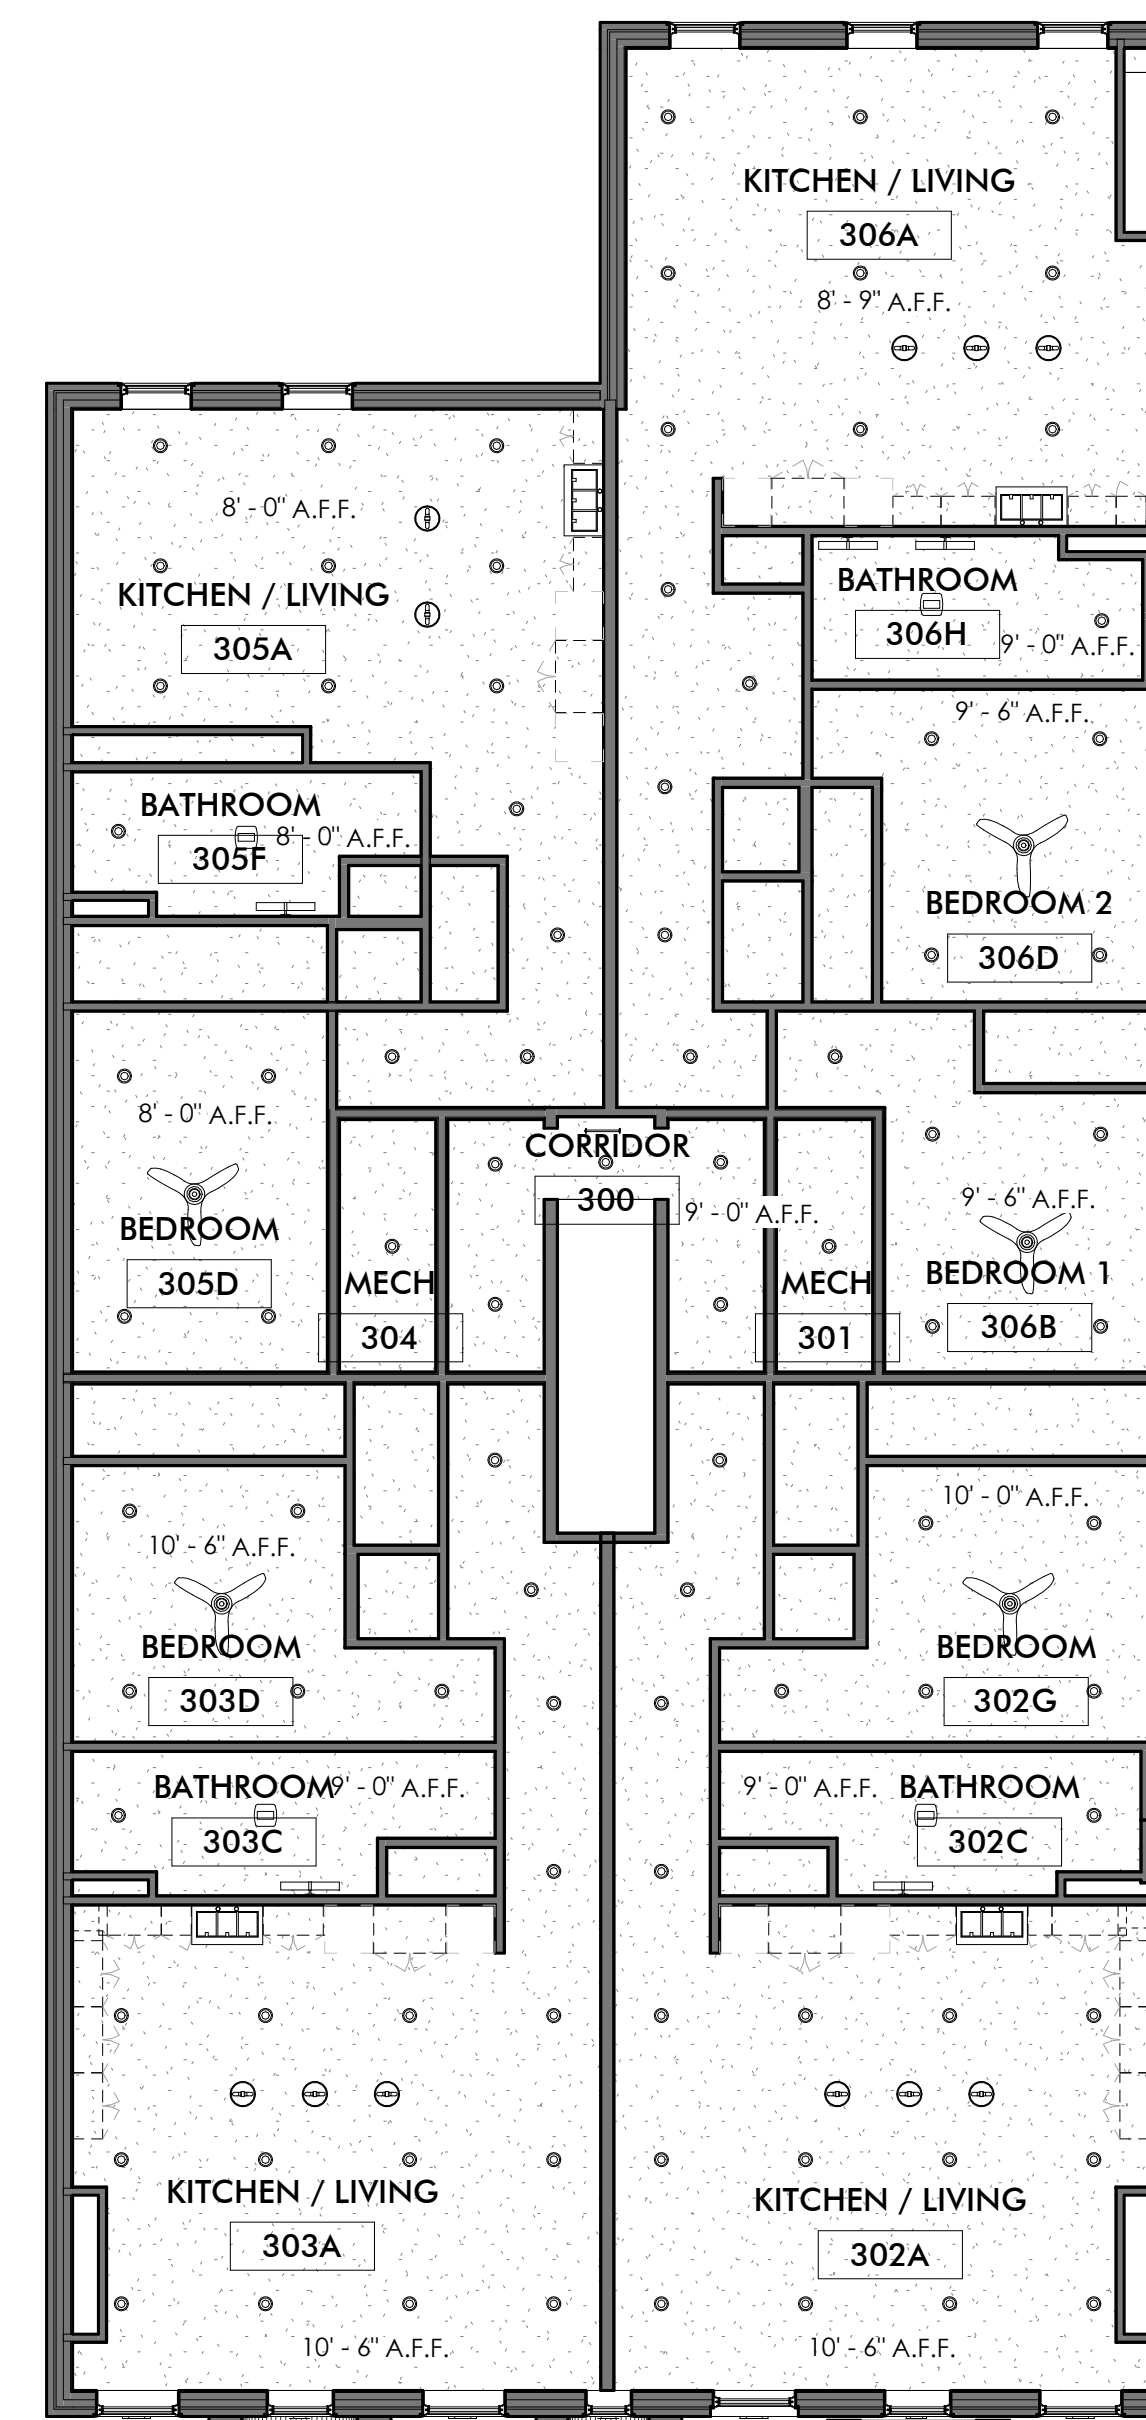 KITCHEN / LIVING
306A
8' - 9" A.F.F.
8' - 0" A.F.F.
KITCHEN / LIVING
305A
BATHROOM
306H
9' - 0" A.F.F.
9' - 6" A.F.F.
BATHROOM
305F
8' - 0" A.F.F.
BEDROOM 2
306D
8' - 0" A.F.F.
BEDROOM
305D
CORRIDOR
300
9' - 0" A.F.F.
9' - 6" A.F.F.
MECH
304
MECH
301
BEDROOM 1
306B
10' - 6" A.F.F.
BEDROOM
303D
10' - 0" A.F.F.
BEDROOM
302G
BATHROOM
9' - 0" A.F.F.
303C
9' - 0" A.F.F.
BATHROOM
302C
KITCHEN / LIVING
303A
10' - 6" A.F.F.
KITCHEN / LIVING
302A
10' - 6" A.F.F.